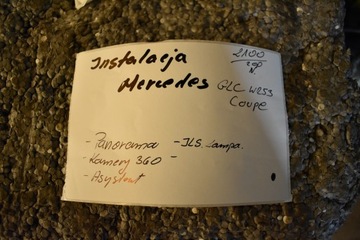 Instalacja 2100
Mercedes GLC W253
Coupe
- Panorama - ILS, Lampa.
- Kamery 360 -
- Asystent